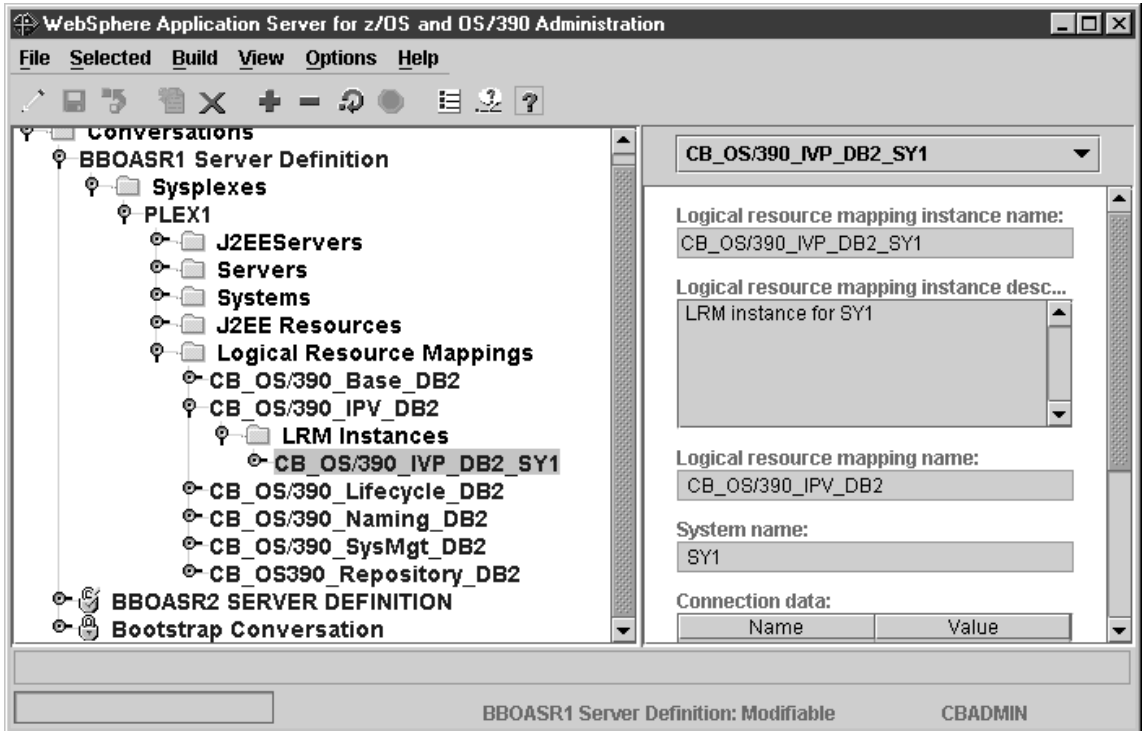 WebSphere Application Server for z/OS and OS/390 Administration
File Selected Build View Options Help
Conversations
BBOASR1 Server Definition
Sysplexes
PLEX1
J2EEServers
Servers
Systems
J2EE Resources
Logical Resource Mappings
CB_OS/390_Base_DB2
CB_OS/390_IPV_DB2
LRM Instances
CB_OS/390_IVP_DB2_SY1
CB_OS/390_Lifecycle_DB2
CB_OS/390_Naming_DB2
CB_OS/390_SysMgt_DB2
CB_OS390_Repository_DB2
BBOASR2 SERVER DEFINITION
Bootstrap Conversation
CB_OS/390_IVP_DB2_SY1
Logical resource mapping instance name:
CB_OS/390_IVP_DB2_SY1
Logical resource mapping instance desc...
LRM instance for SY1
Logical resource mapping name:
CB_OS/390_IPV_DB2
System name:
SY1
Connection data:
Name Value
BBOASR1 Server Definition: Modifiable CBADMIN